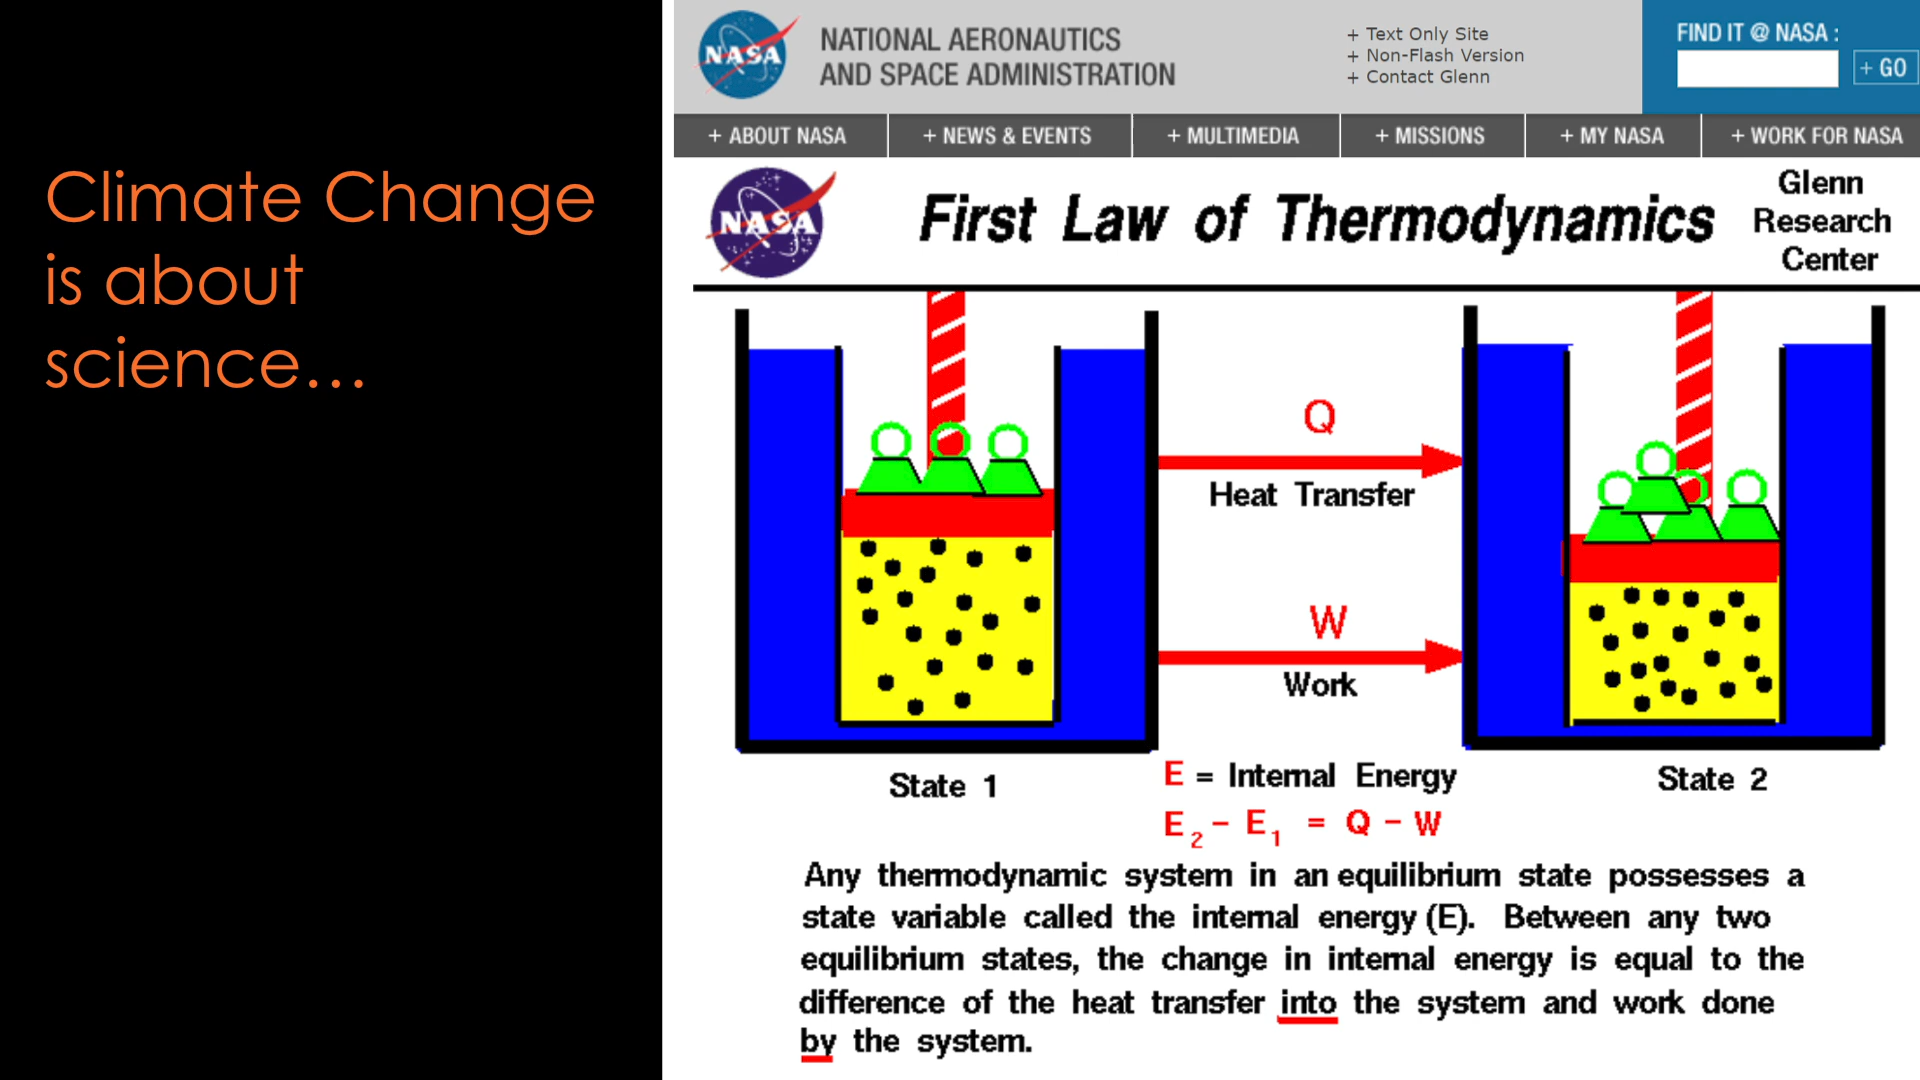 Climate Change
is about
science...
NASA
NATIONAL AERONAUTICS
AND SPACE ADMINISTRATION
+ Text Only Site
+ Non-Flash Version
+ Contact Glenn
FIND IT @ NASA :
+ GO
+ ABOUT NASA
+ NEWS & EVENTS
+ MULTIMEDIA
+ MISSIONS
+ MY NASA
+ WORK FOR NASA
NASA
First Law of Thermodynamics
Glenn
Research
Center
Q
Heat Transfer
W
Work
State 1
State 2
E = Internal Energy
E2 - E1 = Q - W
Any thermodynamic system in an equilibrium state possesses a
state variable called the internal energy (E). Between any two
equilibrium states, the change in internal energy is equal to the
difference of the heat transfer into the system and work done
by the system.